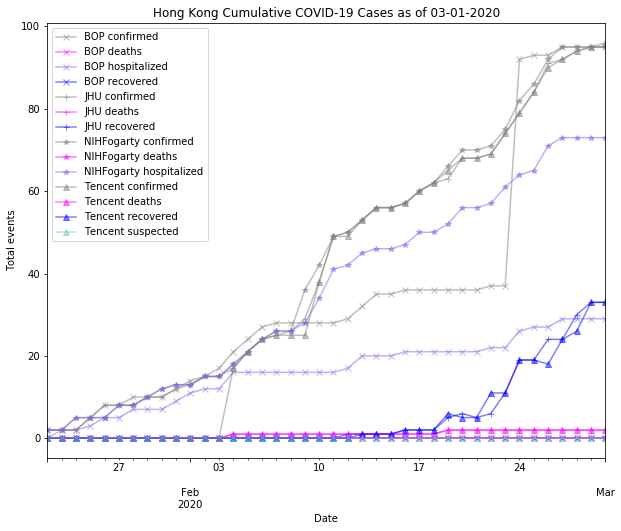 Hong Kong Cumulative COVID-19 Cases as of 03-01-2020
BOP confirmed
BOP deaths
BOP hospitalized
BOP recovered
JHU confirmed
JHU deaths
JHU recovered
NIHFogarty confirmed
NIHFogarty deaths
NIHFogarty hospitalized
Tencent confirmed
Tencent deaths
Tencent recovered
Tencent suspected
Total events
100
80
60
40
20
0
27 03 10 17 24
Feb Mar
2020
Date